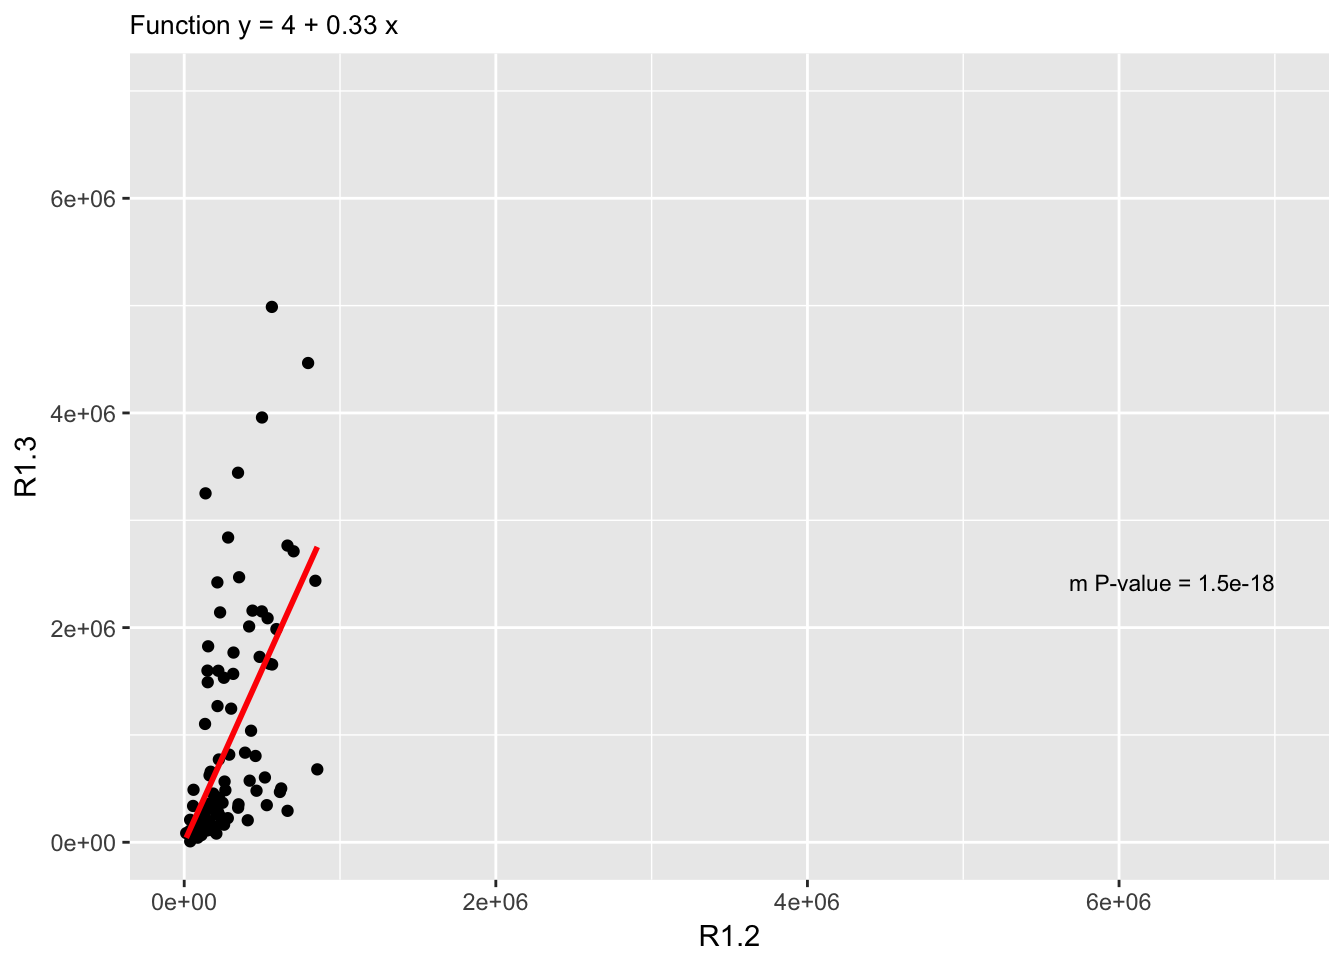 Function y = 4 + 0.33 x
6e+06
4e+06
2e+06
0e+00
R1.3
m P-value = 1.5e-18
0e+00 2e+06 4e+06 6e+06
R1.2